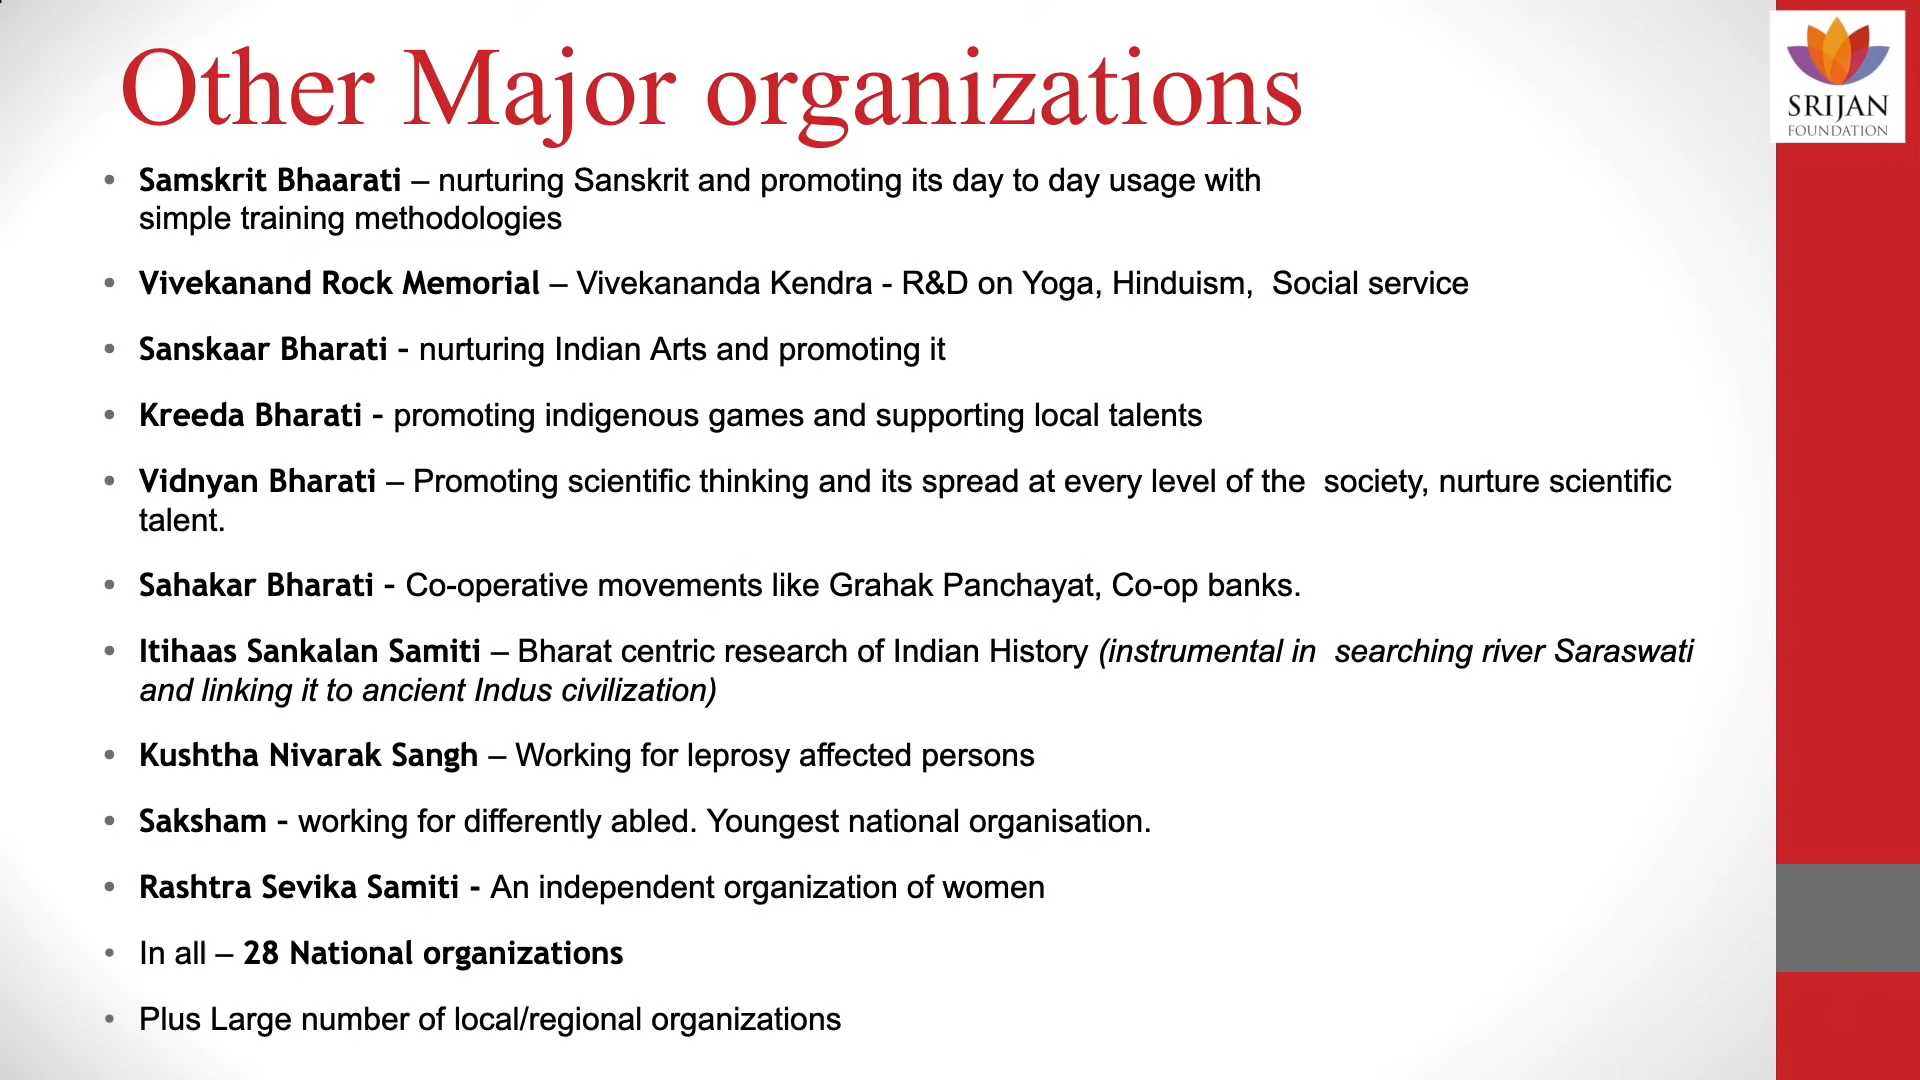 Other Major organizations
SRIJAN
FOUNDATION
• Samskrit Bhaarati – nurturing Sanskrit and promoting its day to day usage with
simple training methodologies
• Vivekanand Rock Memorial – Vivekananda Kendra - R&D on Yoga, Hinduism,  Social service
• Sanskaar Bharati - nurturing Indian Arts and promoting it
• Kreeda Bharati - promoting indigenous games and supporting local talents
• Vidnyan Bharati – Promoting scientific thinking and its spread at every level of the  society, nurture scientific
talent.
• Sahakar Bharati - Co-operative movements like Grahak Panchayat, Co-op banks.
• Itihaas Sankalan Samiti – Bharat centric research of Indian History (instrumental in  searching river Saraswati
and linking it to ancient Indus civilization)
• Kushtha Nivarak Sangh – Working for leprosy affected persons
• Saksham - working for differently abled. Youngest national organisation.
• Rashtra Sevika Samiti - An independent organization of women
• In all – 28 National organizations
• Plus Large number of local/regional organizations